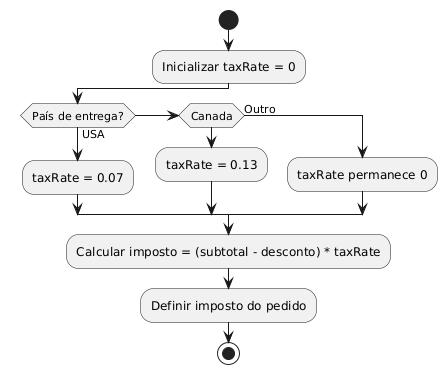 Inicializar taxRate = 0
País de entrega?
Canada
Outro
USA
taxRate = 0.07
taxRate = 0.13
taxRate permanece 0
Calcular imposto = (subtotal - desconto) * taxRate
Definir imposto do pedido